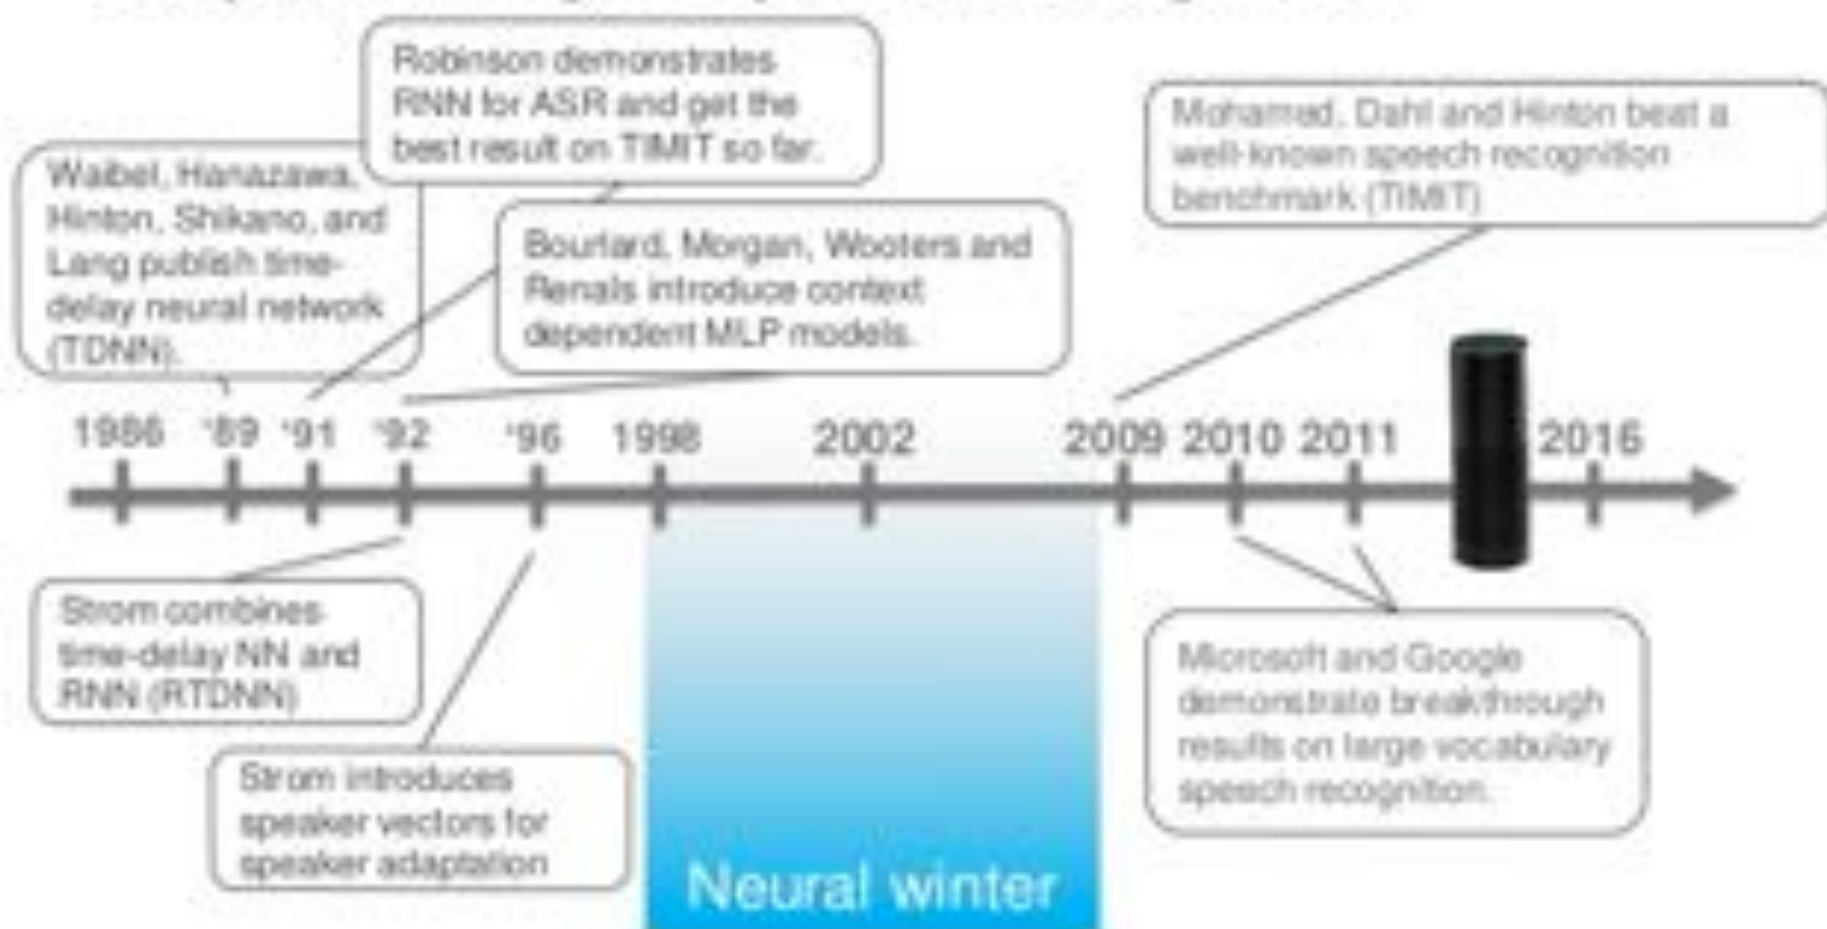 Robinson demonstrates
RNN for ASR and get the
best result on TIMIT so far.
Waibel, Hanazawa,
Hinton, Shikano, and
Lang publish time-
delay neural network
(TDNN).
Bourlard, Morgan, Wooters and
Renals introduce context
dependent MLP models.
Mohamed, Dahl and Hinton beat a
well-known speech recognition
benchmark (TIMIT)
1986 '89 '91 '92 '96 1998 2002 2009 2010 2011 2016
Strom combines
time-delay NN and
RNN (RTDNN)
Strom introduces
speaker vectors for
speaker adaptation
Microsoft and Google
demonstrate breakthrough
results on large vocabulary
speech recognition.
Neural winter